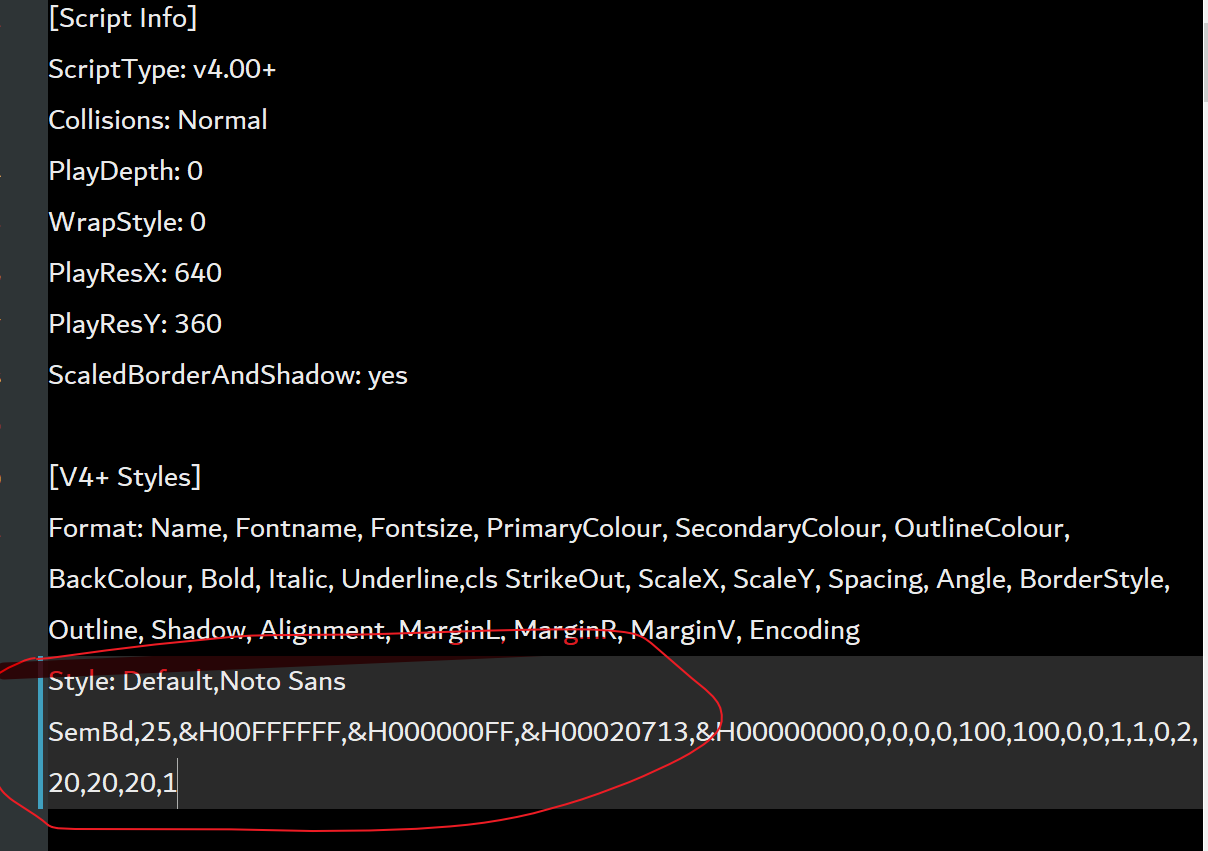 [Script Info]
ScriptType: v4.00+
Collisions: Normal
PlayDepth: 0
WrapStyle: 0
PlayResX: 640
PlayResY: 360
ScaledBorderAndShadow: yes
[V4+ Styles]
Format: Name, Fontname, Fontsize, PrimaryColour, SecondaryColour, OutlineColour,
BackColour, Bold, Italic, Underline,cls StrikeOut, ScaleX, ScaleY, Spacing, Angle, BorderStyle,
Outline, Shadow, Alignment, MarginL, MarginR, MarginV, Encoding
Style: Default,Noto Sans
SemBd,25,&H00FFFFFF,&H000000FF,&H00020713,&H00000000,0,0,0,0,100,100,0,0,1,1,0,2,
20,20,20,1